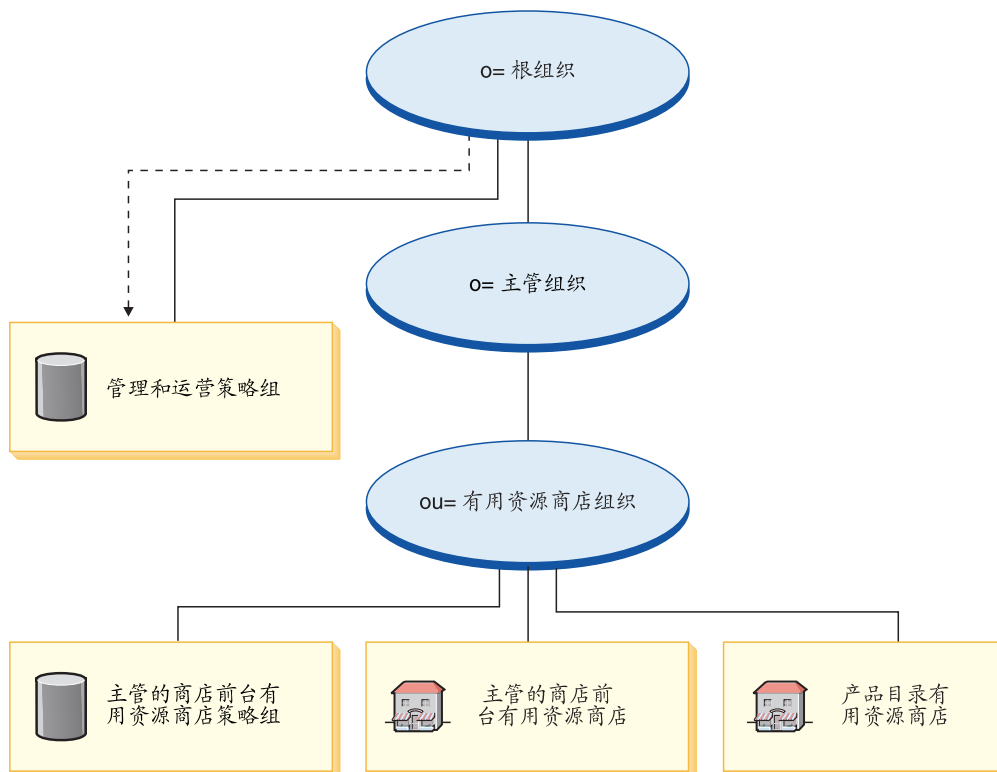 o= 根组织
o= 主管组织
管理和运营策略组
ou= 有用资源商店组织
主管的商店前台有
用资源商店策略组
主管的商店前
台有用资源商店
产品目录有
用资源商店